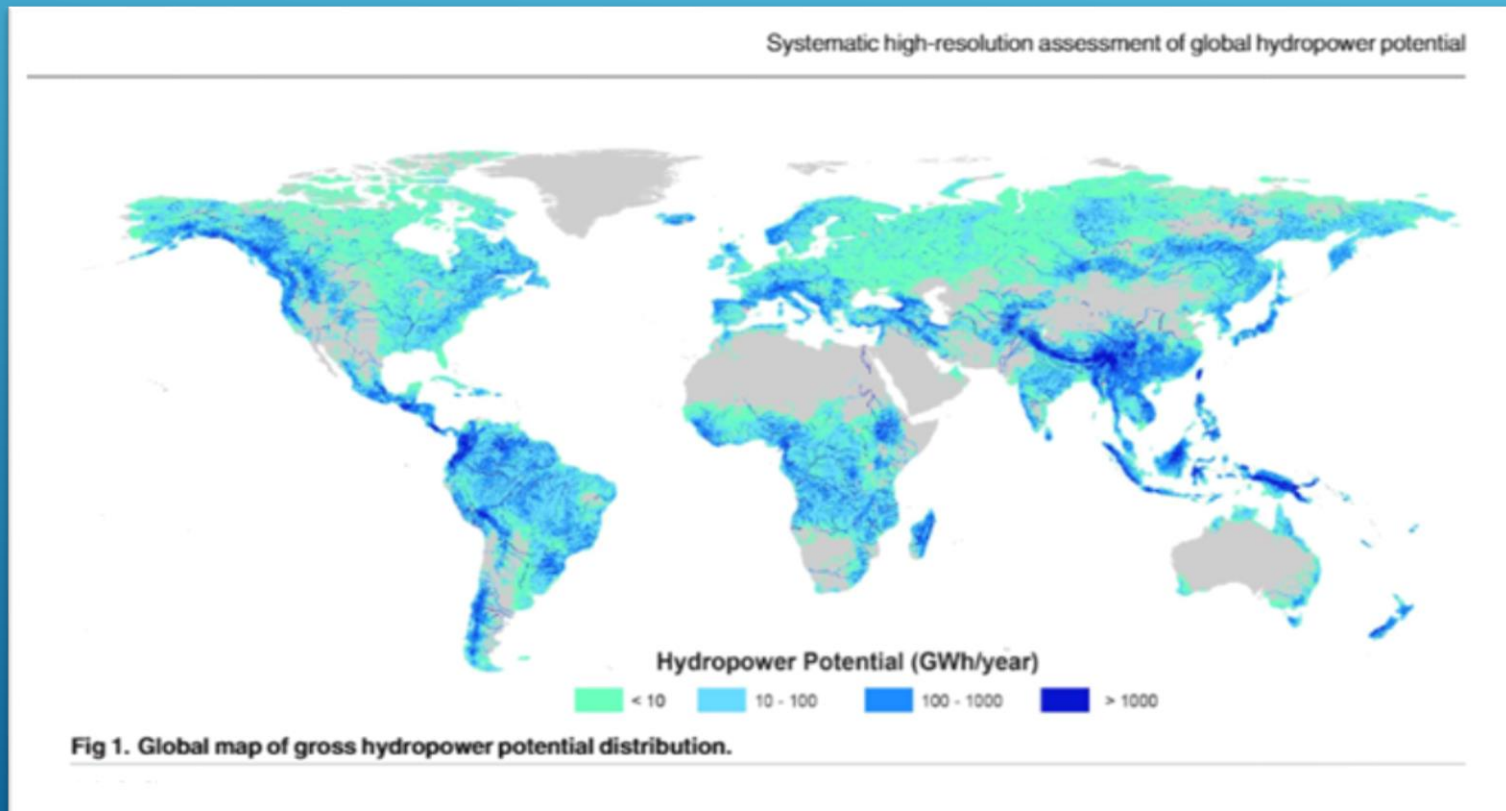 Systematic high-resolution assessment of global hydropower potential
Hydropower Potential (GWh/year)
< 10 10 - 100 100 - 1000 > 1000
Fig 1. Global map of gross hydropower potential distribution.